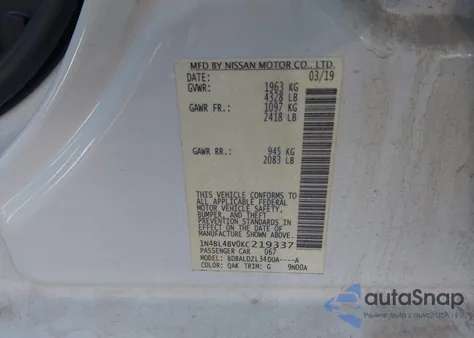 MFD BY NISSAN MOTOR CO., LTD.
DATE: 03/19
GVWR: 1963 KG
4328 LB
GAWR FR.: 1097 KG
2418 LB
GAWR RR.: 945 KG
2083 LB
THIS VEHICLE CONFORMS TO
ALL APPLICABLE FEDERAL
MOTOR VEHICLE SAFETY,
BUMPER, AND THEFT
PREVENTION STANDARDS
IN EFFECT ON THE DATE OF
MANUFACTURE SHOWN ABOVE.
1N4BL4BV0KC219337
PASSENGER CAR 067
MODEL: BDBALDZL34DUA----A
COLOR: QAK TRIM: G 9N00A
autoSnap